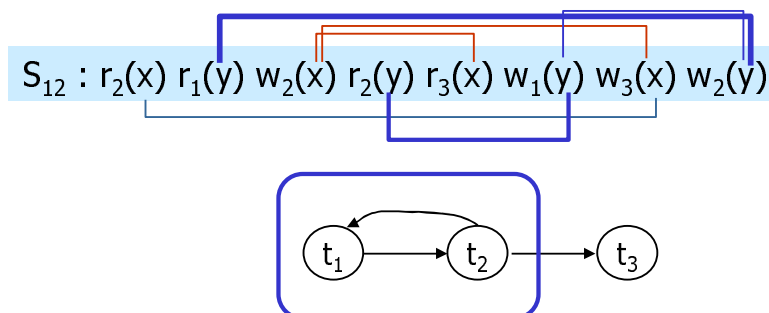 S₁₂ : r₂(x) r₁(y) w₂(x) r₂(y) r₃(x) w₁(y) w₃(x) w₂(y)
t₁ t₂ t₃